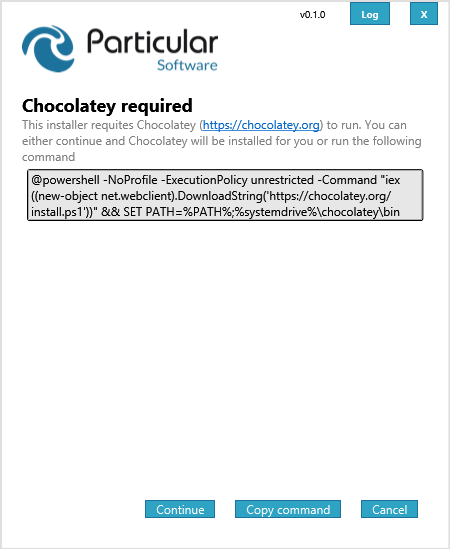 v0.1.0 Log X
Particular
Software
Chocolatey required
This installer requites Chocolatey (https://chocolatey.org) to run. You can
either continue and Chocolatey will be installed for you or run the following
command
@powershell -NoProfile -ExecutionPolicy unrestricted -Command "iex
((new-object net.webclient).DownloadString('https://chocolatey.org/
install.ps1'))" && SET PATH=%PATH%;%systemdrive%\chocolatey\bin
Continue Copy command Cancel